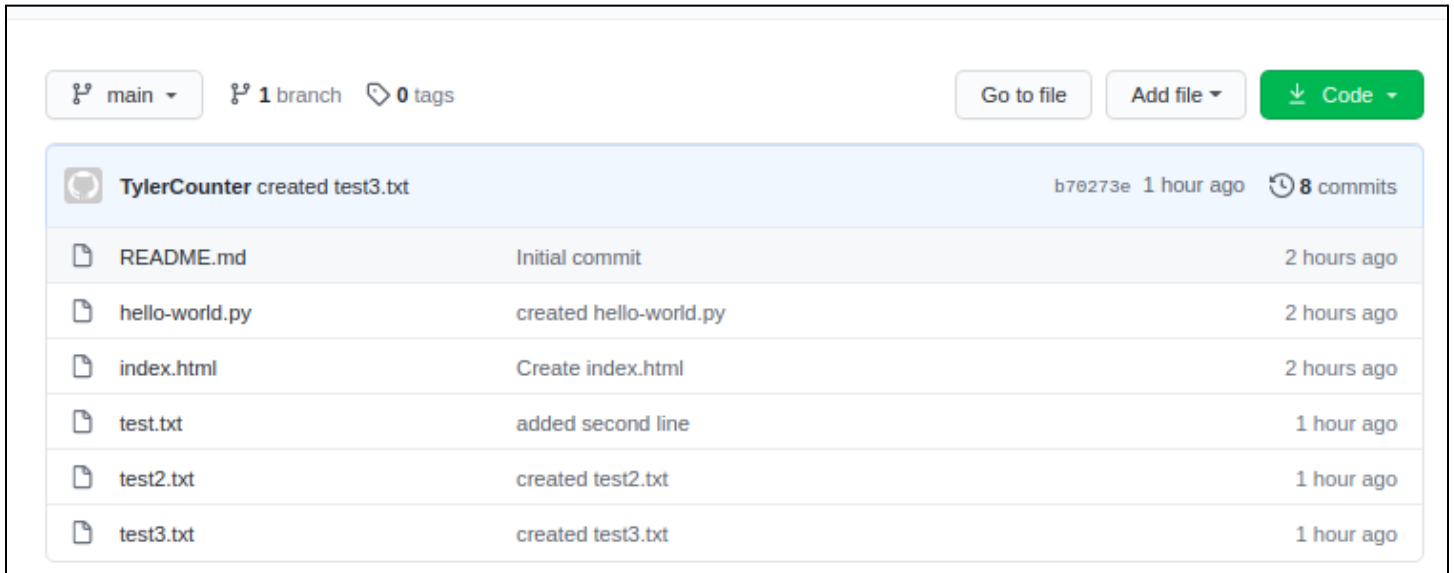 main 1 branch 0 tags Go to file Add file Code
TylerCounter created test3.txt b70273e 1 hour ago 8 commits
README.md Initial commit 2 hours ago
hello-world.py created hello-world.py 2 hours ago
index.html Create index.html 2 hours ago
test.txt added second line 1 hour ago
test2.txt created test2.txt 1 hour ago
test3.txt created test3.txt 1 hour ago